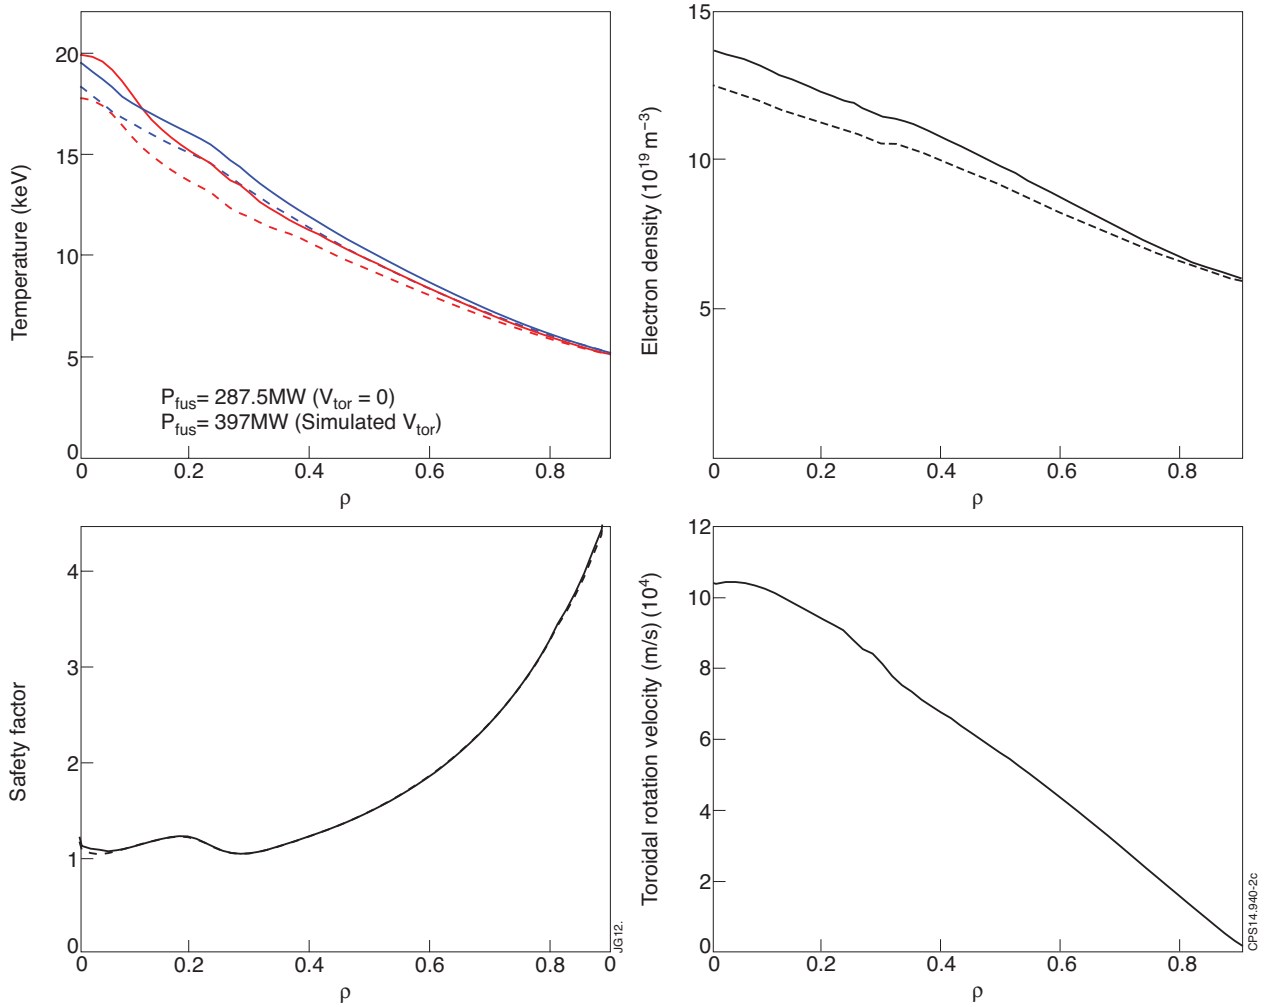 20
15
10
5
0
Temperature (keV)
P_fus= 287.5MW (V_tor = 0)
P_fus= 397MW (Simulated V_tor)
0 0.2 0.4 0.6 0.8
ρ
15
10
5
Electron density (10^19 m^−3)
0 0.2 0.4 0.6 0.8
ρ
4
3
2
1
0
Safety factor
0 0.2 0.4 0.6 0.8 0
ρ
JG12.
12
10
8
6
4
2
0
Toroidal rotation velocity (m/s) (10^4)
0 0.2 0.4 0.6 0.8
ρ
CPS14.940-2c